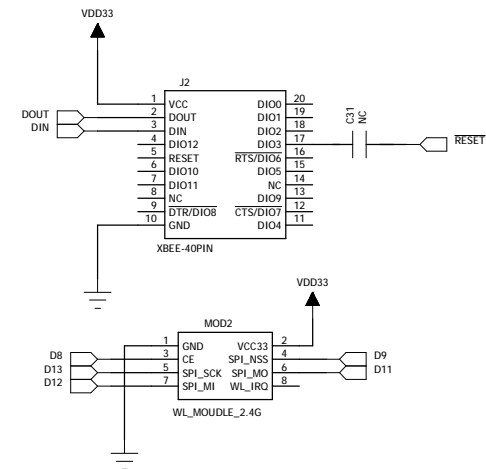 VDD33
J2
1 VCC DIO0 20
DOUT 2 DOUT DIO1 19
DIN 3 DIN DIO2 18
4 DIO12 DIO3 17 C31 NC RESET
5 RESET RTS/DIO6 16
6 DIO10 DIO5 15
7 DIO11 NC 14
8 NC DIO9 13
9 DTR/DIO8 CTS/DIO7 12
10 GND DIO4 11
XBEE-40PIN
VDD33
MOD2
1 GND VCC33 2
D8 3 CE SPI_NSS 4 D9
D13 5 SPI_SCK SPI_MO 6 D11
D12 7 SPI_MI WL_IRQ 8
WL_MOUDLE_2.4G